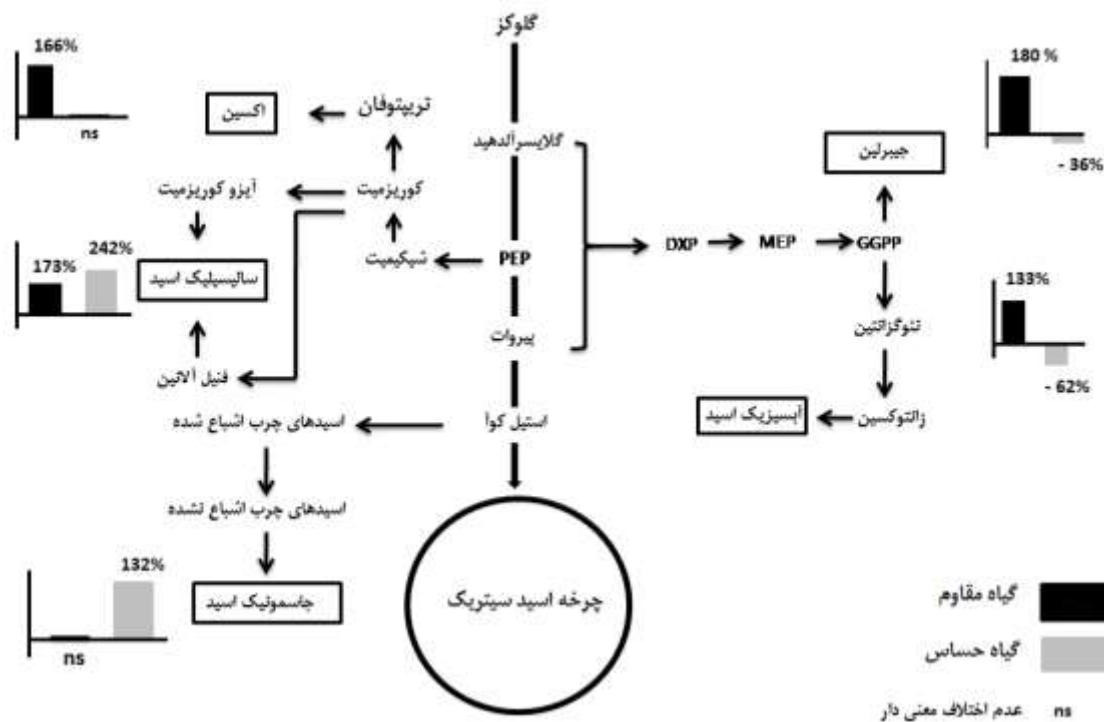 گلوکز
166%
ns
تریپتوفان
اکسین
گلایسرآلدهید
180 %
- 36%
جیبرلین
آیزو کوریزمیت
کوریزمیت
شیکیمیت
PEP
DXP
MEP
GGPP
173%
242%
سالیسیلیک اسید
پیروات
نئوگزانتین
133%
- 62%
فنیل آلانین
اسیدهای چرب اشباع شده
استیل کوآ
آبسیزیک اسید
زانتوکسین
اسیدهای چرب اشباع نشده
132%
ns
جاسمونیک اسید
چرخه اسید سیتریک
گیاه مقاوم
گیاه حساس
ns عدم اختلاف معنی دار